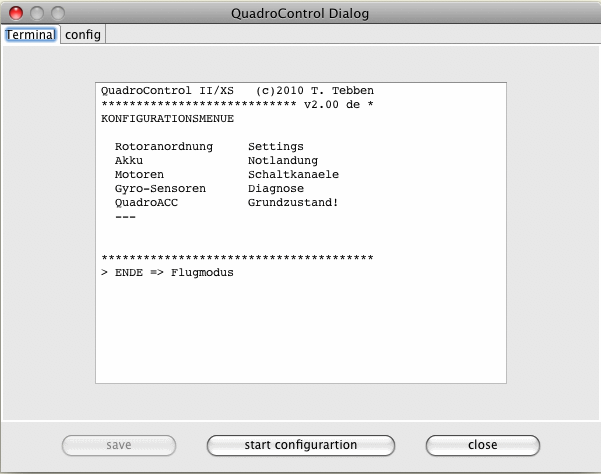 QuadroControl Dialog
Terminal config
QuadroControl II/XS (c)2010 T. Tebben
**************************** v2.00 de *
KONFIGURATIONSMENUE
Rotoranordnung Settings
Akku Notlandung
Motoren Schaltkanaele
Gyro-Sensoren Diagnose
QuadroACC Grundzustand!
---
***************************************
> ENDE => Flugmodus
save start configurartion close